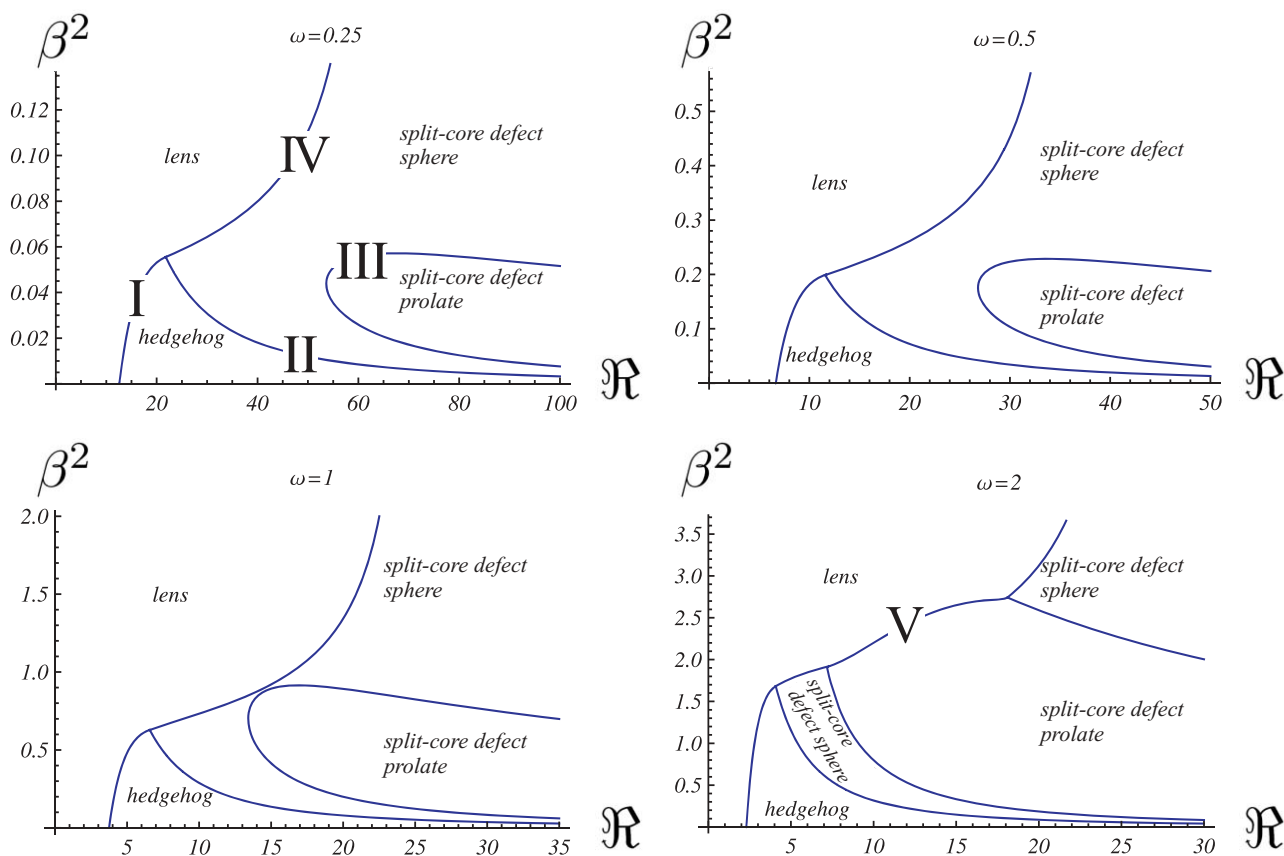 β²
ω=0.25
0.12
0.10
0.08
0.06
0.04
0.02
lens
IV
split-core defect
sphere
I
III
split-core defect
prolate
hedgehog
II
20
40
60
80
100
ℜ
β²
ω=0.5
0.5
0.4
0.3
0.2
0.1
lens
split-core defect
sphere
split-core defect
prolate
hedgehog
10
20
30
40
50
ℜ
β²
ω=1
2.0
1.5
1.0
0.5
lens
split-core defect
sphere
split-core defect
prolate
hedgehog
5
10
15
20
25
30
35
ℜ
β²
ω=2
3.5
3.0
2.5
2.0
1.5
1.0
0.5
lens
split-core defect
sphere
V
split-core
defect sphere
split-core defect
prolate
hedgehog
5
10
15
20
25
30
ℜ